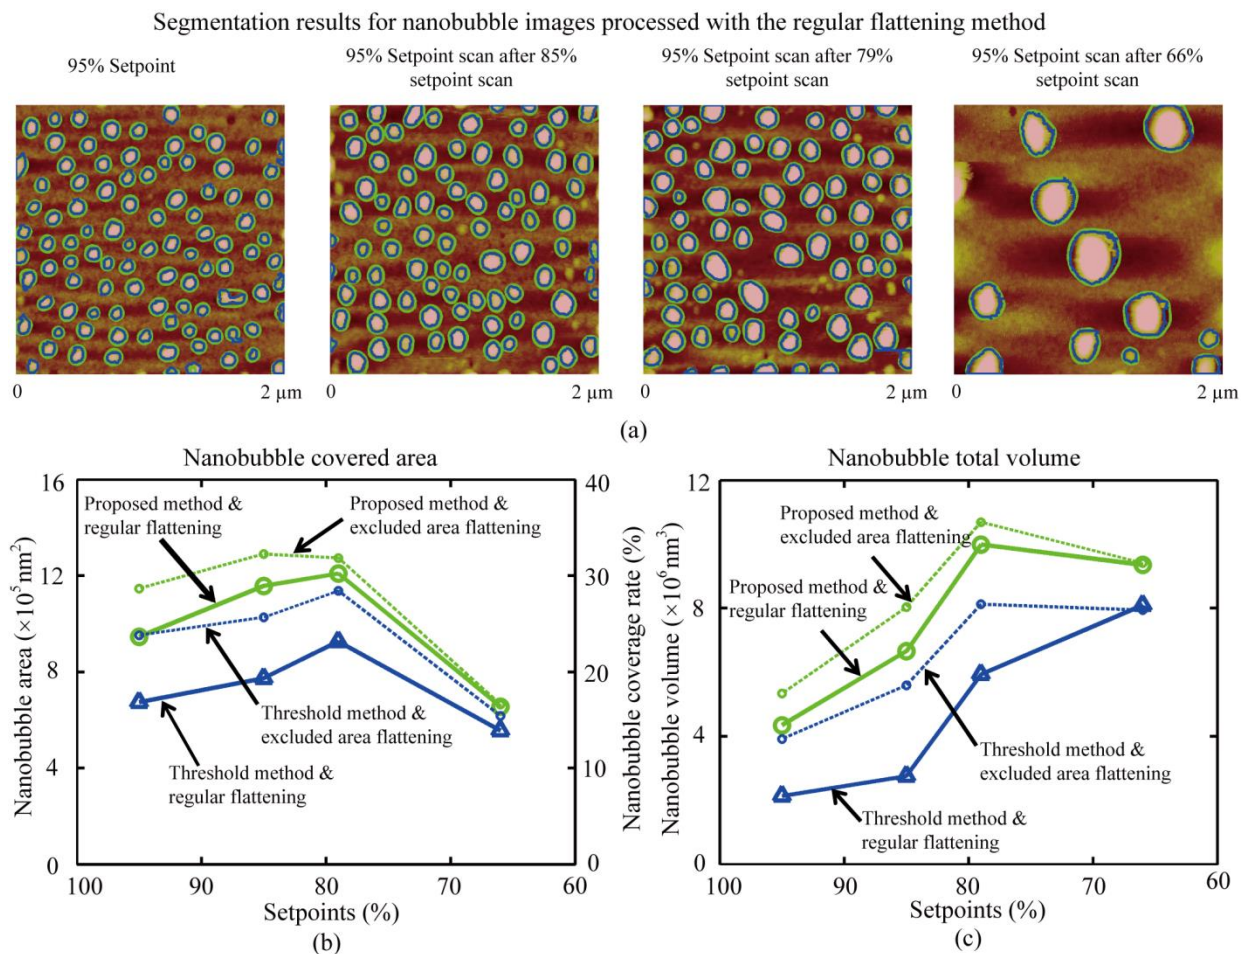 Segmentation results for nanobubble images processed with the regular flattening method
95% Setpoint
95% Setpoint scan after 85%
setpoint scan
95% Setpoint scan after 79%
setpoint scan
95% Setpoint scan after 66%
setpoint scan
0
2 µm
0
2 µm
0
2 µm
0
2 µm
(a)
Nanobubble covered area
Nanobubble area (×10⁵ nm²)
16
12
8
4
0
Proposed method &
regular flattening
Proposed method &
excluded area flattening
Threshold method &
excluded area flattening
Threshold method &
regular flattening
40
30
20
10
0
Nanobubble coverage rate (%)
100
90
80
70
60
Setpoints (%)
(b)
Nanobubble total volume
Nanobubble volume (×10⁶ nm³)
12
8
4
0
Proposed method &
excluded area flattening
Proposed method &
regular flattening
Threshold method &
excluded area flattening
Threshold method &
regular flattening
100
90
80
70
60
Setpoints (%)
(c)